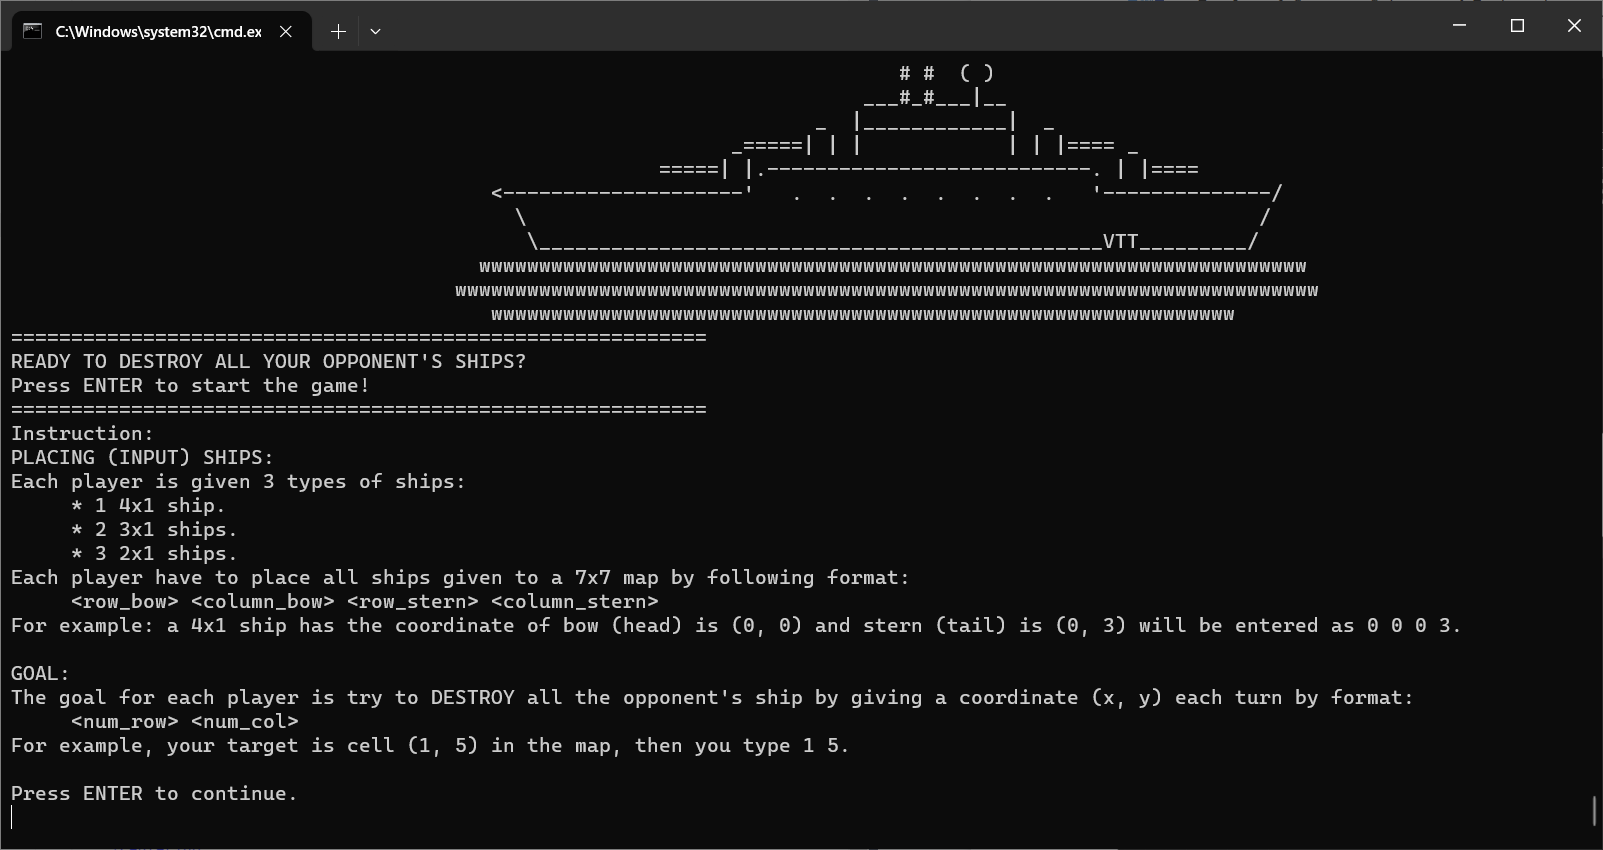 C:\Windows\system32\cmd.ex
# #  ( )
___#_#___|__
_  |____________|  _
_=====| | |            | | |==== _
=====| |.---------------------------. | |====
<--------------------'   .  .  .  .  .  .  .  .   '--------------/
\                                                             /
\_______________________________________________VTT_________/
wwwwwwwwwwwwwwwwwwwwwwwwwwwwwwwwwwwwwwwwwwwwwwwwwwwwwwwwwwwwwwwwwwwww
wwwwwwwwwwwwwwwwwwwwwwwwwwwwwwwwwwwwwwwwwwwwwwwwwwwwwwwwwwwwwwwwwwwwwwww
wwwwwwwwwwwwwwwwwwwwwwwwwwwwwwwwwwwwwwwwwwwwwwwwwwwwwwwwwwwwww
==========================================================
READY TO DESTROY ALL YOUR OPPONENT'S SHIPS?
Press ENTER to start the game!
==========================================================
Instruction:
PLACING (INPUT) SHIPS:
Each player is given 3 types of ships:
* 1 4x1 ship.
* 2 3x1 ships.
* 3 2x1 ships.
Each player have to place all ships given to a 7x7 map by following format:
<row_bow> <column_bow> <row_stern> <column_stern>
For example: a 4x1 ship has the coordinate of bow (head) is (0, 0) and stern (tail) is (0, 3) will be entered as 0 0 0 3.
GOAL:
The goal for each player is try to DESTROY all the opponent's ship by giving a coordinate (x, y) each turn by format:
<num_row> <num_col>
For example, your target is cell (1, 5) in the map, then you type 1 5.
Press ENTER to continue.